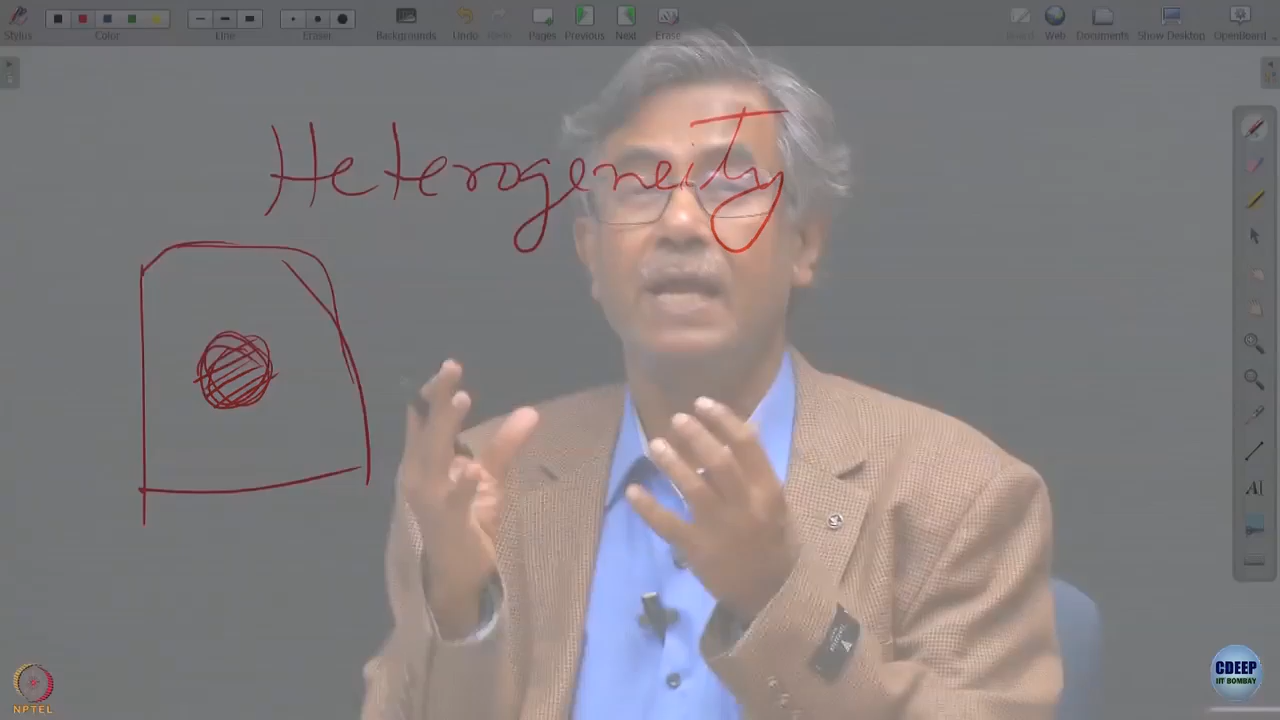 Stylus
Color
Line
Eraser
Backgrounds
Undo
Redo
Pages
Previous
Next
Erase
Board
Web
Documents
Show Desktop
OpenBoard
Heterogeneity
AI
NPTEL
CDEEP
IIT BOMBAY